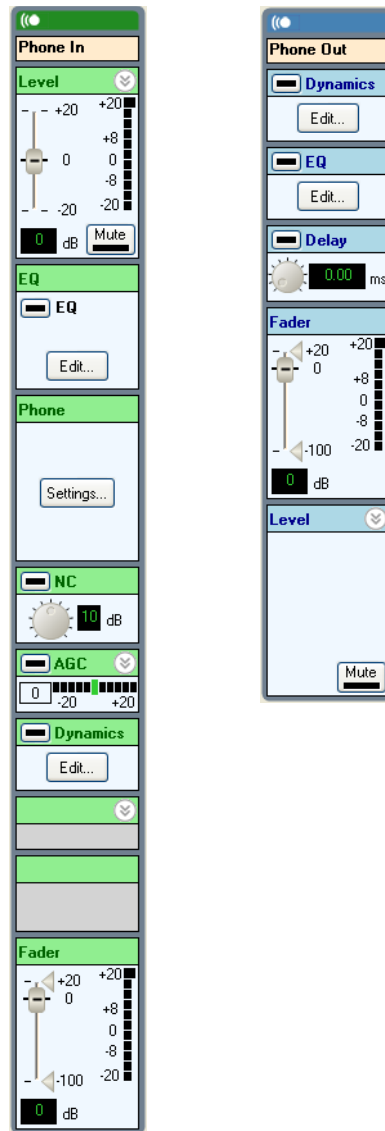 Phone In
Level
+20 +20
+8
0 0
-8
-20 -20
0 dB Mute
EQ
EQ
Edit...
Phone
Settings...
NC
10 dB
AGC
0 -20 +20
Dynamics
Edit...
Fader
+20 +20
0
+8
0
-8
-100 -20
0 dB
Phone Out
Dynamics
Edit...
EQ
Edit...
Delay
0.00 ms
Fader
+20 +20
0
+8
0
-8
-100 -20
0 dB
Level
Mute